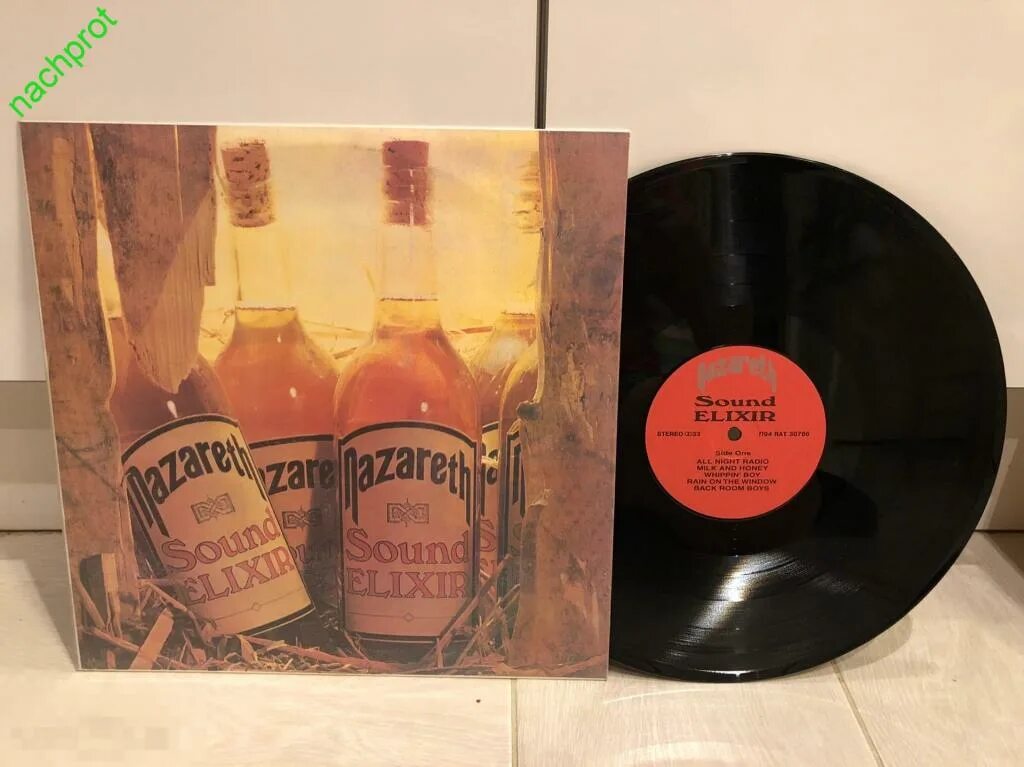 nachprot
Nazareth
Sound
ELIXIR
Nazareth
Sound
ELIXIR
Nazareth
Sound
ELIXIR
STEREO 33
Side One
ALL NIGHT RADIO
MILK AND HONEY
WHIPPIN' BOY
RAIN ON THE WINDOW
BACK ROOM BOYS